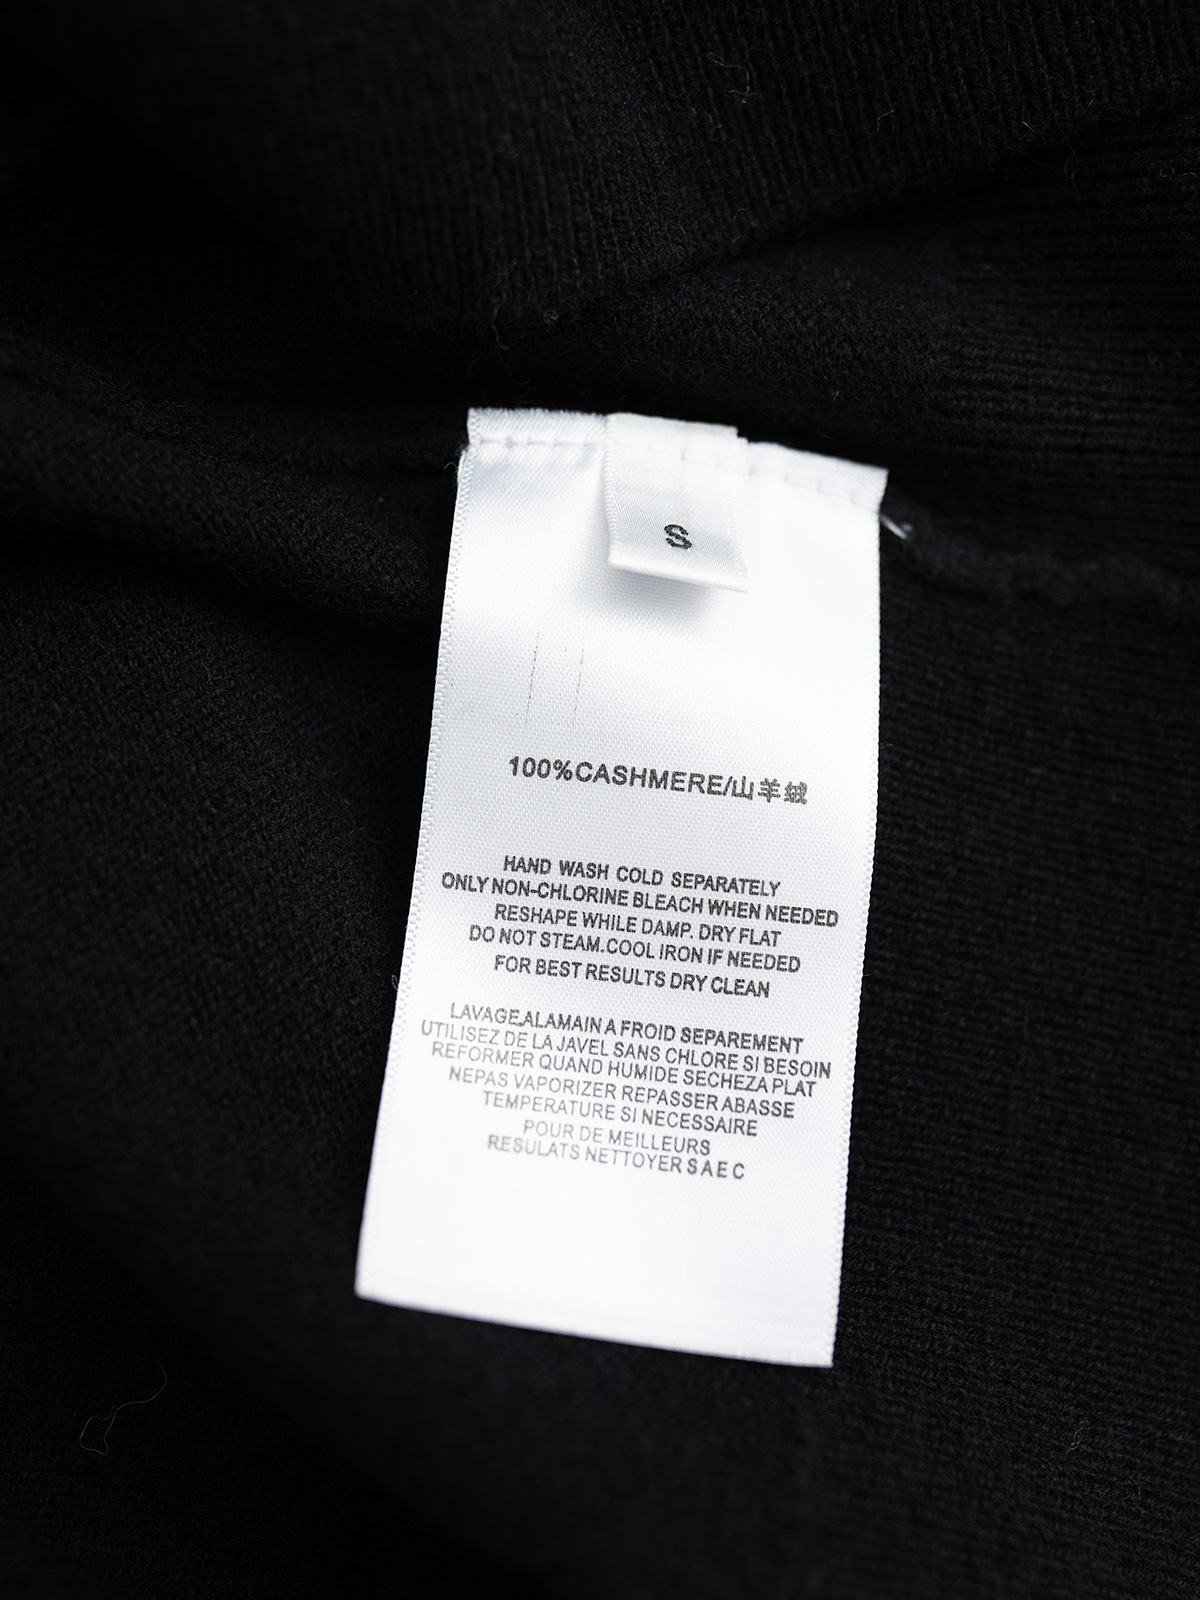 S
100%CASHMERE/山羊绒
HAND WASH COLD SEPARATELY
ONLY NON-CHLORINE BLEACH WHEN NEEDED
RESHAPE WHILE DAMP. DRY FLAT
DO NOT STEAM.COOL IRON IF NEEDED
FOR BEST RESULTS DRY CLEAN
LAVAGE,ALAMAIN A FROID SEPAREMENT
UTILISEZ DE LA JAVEL SANS CHLORE SI BESOIN
REFORMER QUAND HUMIDE SECHEZA PLAT
NEPAS VAPORIZER REPASSER ABASSE
TEMPERATURE SI NECESSAIRE
POUR DE MEILLEURS
RESULATS NETTOYER S A E C